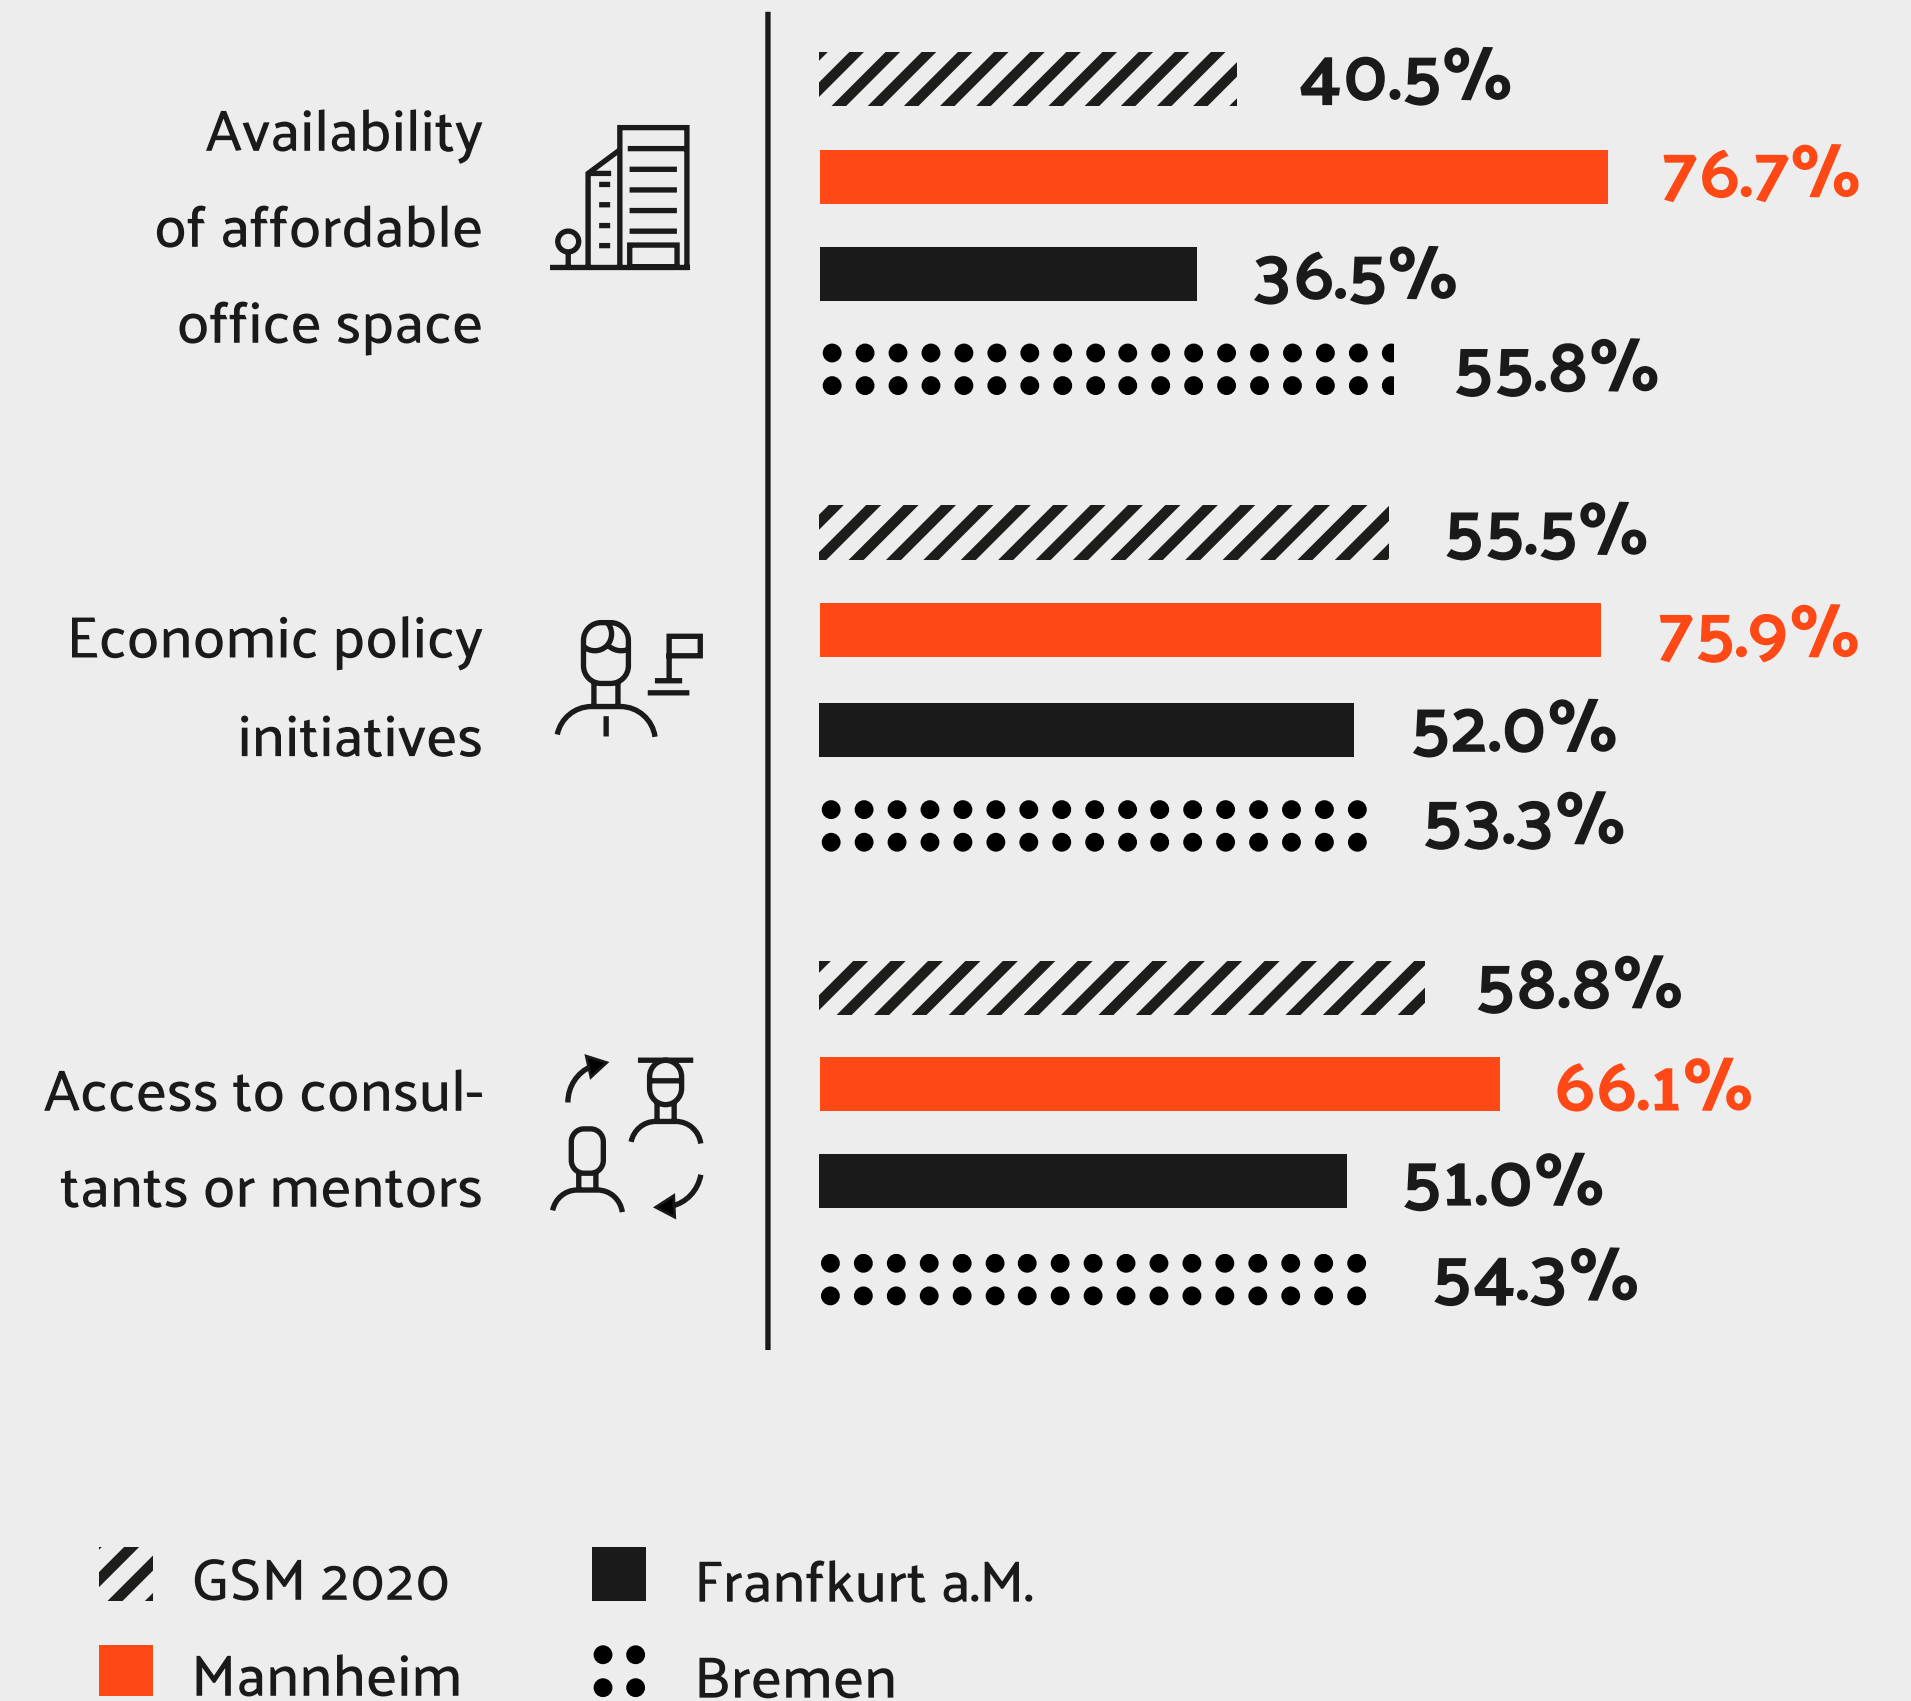 Availability
of affordable
office space
40.5%
76.7%
36.5%
55.8%
Economic policy
initiatives
55.5%
75.9%
52.0%
53.3%
Access to consul-
tants or mentors
58.8%
66.1%
51.0%
54.3%
GSM 2020
Franfkurt a.M.
Mannheim
Bremen